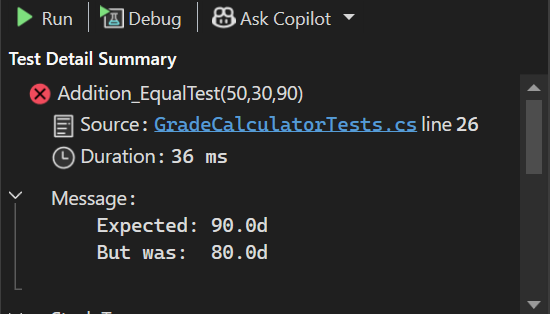 Run Debug Ask Copilot
Test Detail Summary
Addition_EqualTest(50,30,90)
Source: GradeCalculatorTests.cs line 26
Duration: 36 ms
Message:
Expected: 90.0d
But was: 80.0d